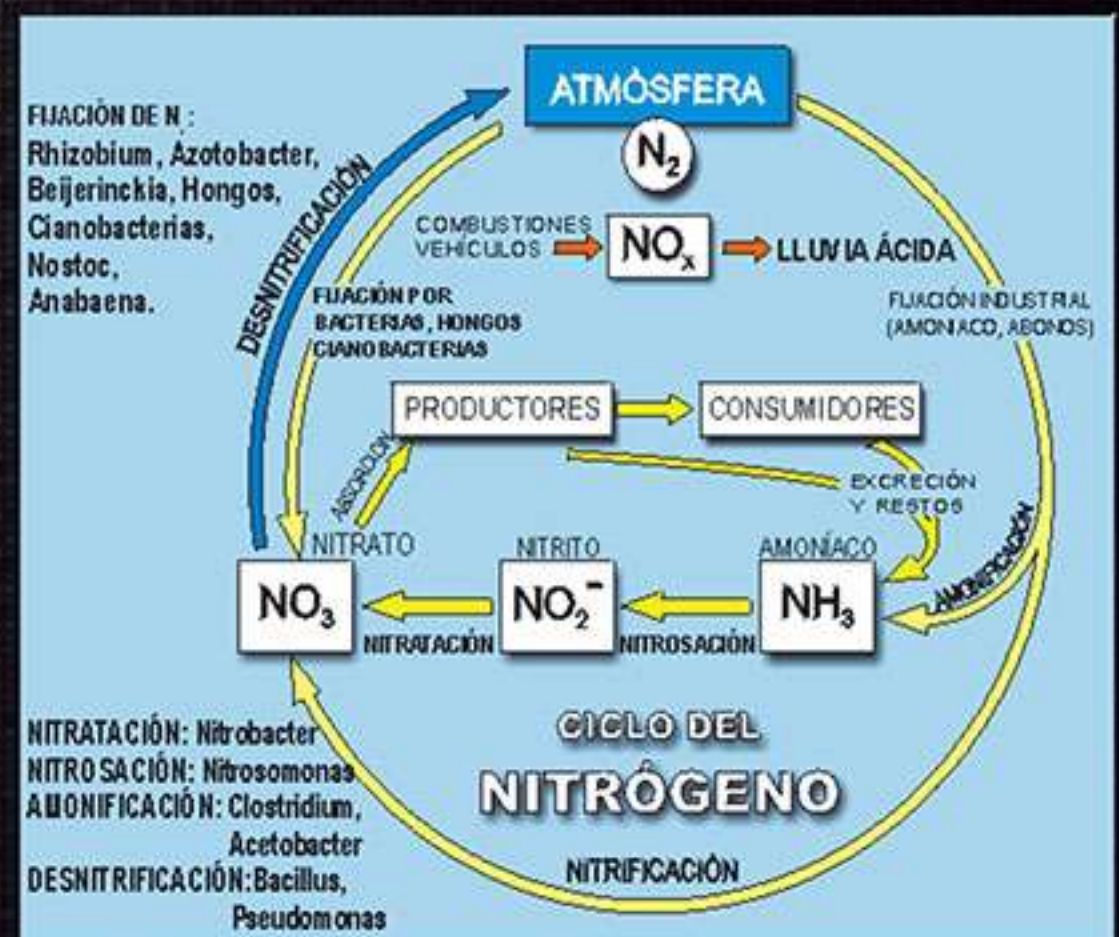 ATMÓSFERA
N₂
FIJACIÓN DE N :
Rhizobium, Azotobacter,
Beijerinckia, Hongos,
Cianobacterias,
Nostoc,
Anabaena.
DESNITRIFICACIÓN
COMBUSTIONES
VEHÍCULOS
NOₓ
LLUVIA ÁCIDA
FIJACIÓN POR
BACTERIAS, HONGOS
CIANOBACTERIAS
FIJACIÓN INDUSTRIAL
(AMONIACO, ABONOS)
PRODUCTORES
CONSUMIDORES
ABSORCIÓN
EXCRECIÓN
Y RESTOS
AMONIFICACIÓN
NITRATO
NITRITO
AMONÍACO
NO₃
NO₂⁻
NH₃
NITRATACIÓN
NITROSACIÓN
CICLO DEL
NITRÓGENO
NITRIFICACIÓN
NITRATACIÓN: Nitrobacter
NITROSACIÓN: Nitrosomonas
AMONIFICACIÓN: Clostridium,
Acetobacter
DESNITRIFICACIÓN: Bacillus,
Pseudomonas